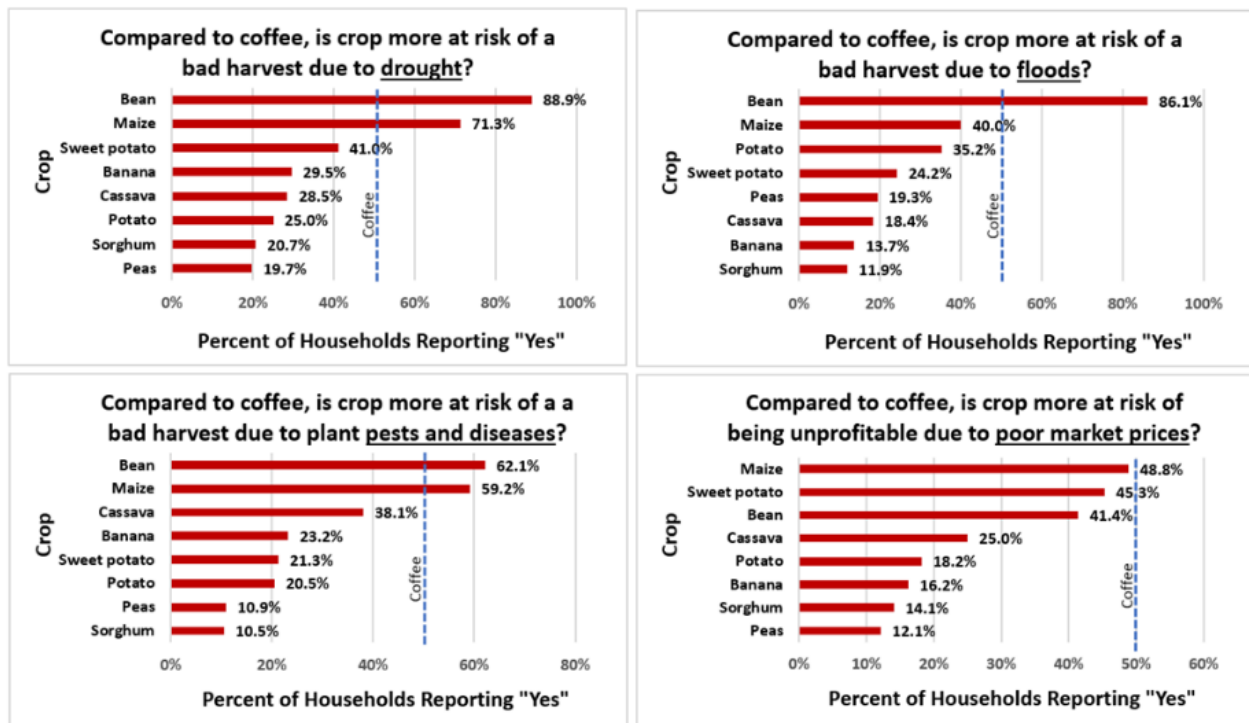 Compared to coffee, is crop more at risk of a
bad harvest due to drought?
Crop
Bean
88.9%
Maize
71.3%
Sweet potato
41.0%
Banana
29.5%
Cassava
28.5%
Potato
25.0%
Sorghum
20.7%
Peas
19.7%
Coffee
0% 20% 40% 60% 80% 100%
Percent of Households Reporting "Yes"
Compared to coffee, is crop more at risk of a
bad harvest due to floods?
Crop
Bean
86.1%
Maize
40.0%
Potato
35.2%
Sweet potato
24.2%
Peas
19.3%
Cassava
18.4%
Banana
13.7%
Sorghum
11.9%
Coffee
0% 20% 40% 60% 80% 100%
Percent of Households Reporting "Yes"
Compared to coffee, is crop more at risk of a a
bad harvest due to plant pests and diseases?
Crop
Bean
62.1%
Maize
59.2%
Cassava
38.1%
Banana
23.2%
Sweet potato
21.3%
Potato
20.5%
Peas
10.9%
Sorghum
10.5%
Coffee
0% 20% 40% 60% 80%
Percent of Households Reporting "Yes"
Compared to coffee, is crop more at risk of
being unprofitable due to poor market prices?
Crop
Maize
48.8%
Sweet potato
45.3%
Bean
41.4%
Cassava
25.0%
Potato
18.2%
Banana
16.2%
Sorghum
14.1%
Peas
12.1%
Coffee
0% 10% 20% 30% 40% 50% 60%
Percent of Households Reporting "Yes"